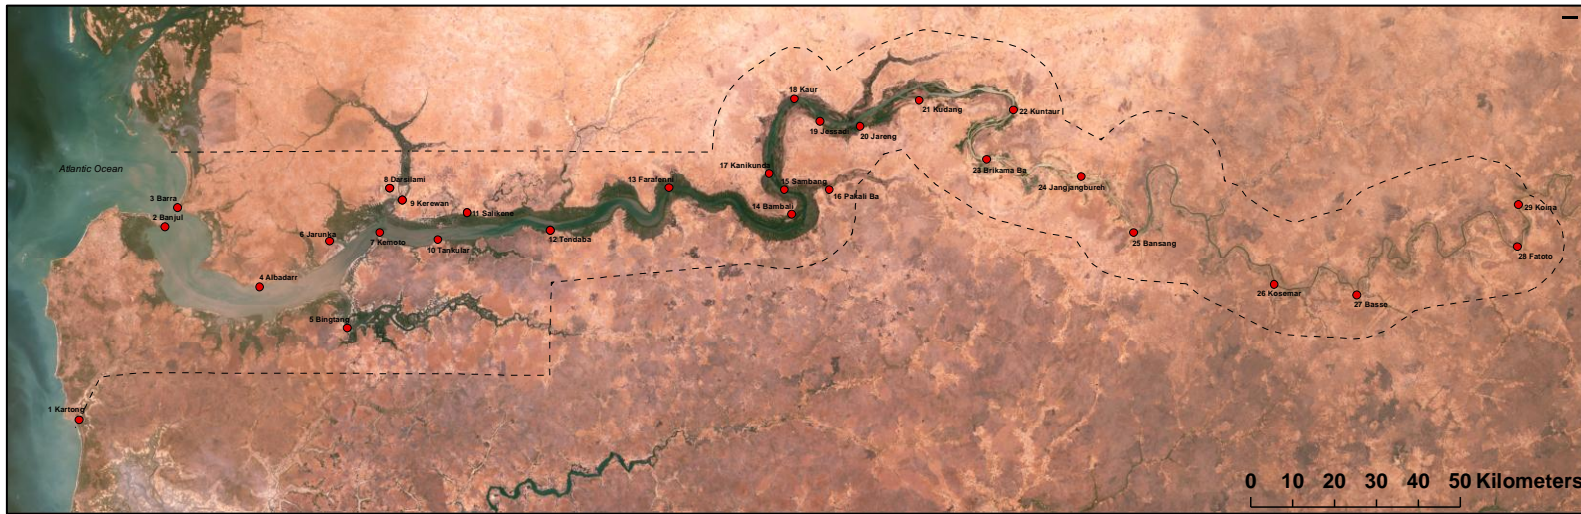 18 Kaur
21 Kudang
22 Kuntaur
19 Jessadi
20 Jareng
Atlantic Ocean
17 Kanikunda
23 Brikama Ba
8 Darsilami
13 Farafenni
15 Sambang
24 Jangjangbureh
16 Pakali Ba
9 Kerewan
3 Barra
29 Koina
11 Salikene
14 Bambali
2 Banjul
6 Jarunka
7 Kemoto
12 Tendaba
10 Tankular
25 Bansang
28 Fatoto
4 Albadarr
26 Kosemar
27 Basse
5 Bingtang
1 Kartong
0 10 20 30 40 50 Kilometers